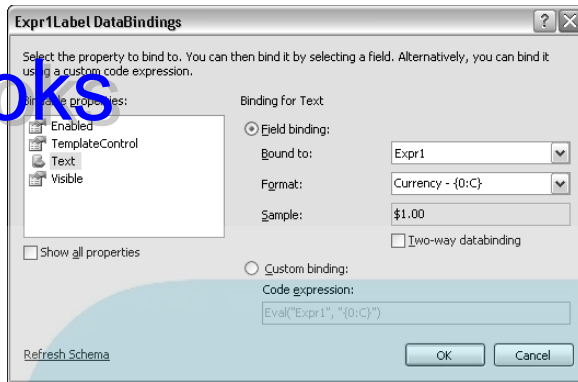 Expr1Label DataBindings
Select the property to bind to. You can then bind it by selecting a field. Alternatively, you can bind it
using a custom code expression.
oks
Bindable properties:
Enabled
TemplateControl
Text
Visible
Show all properties
Binding for Text
Field binding:
Bound to:
Expr1
Format:
Currency - {0:C}
Sample:
$1.00
Two-way databinding
Custom binding:
Code expression:
Eval("Expr1", "{0:C}")
Refresh Schema
OK
Cancel